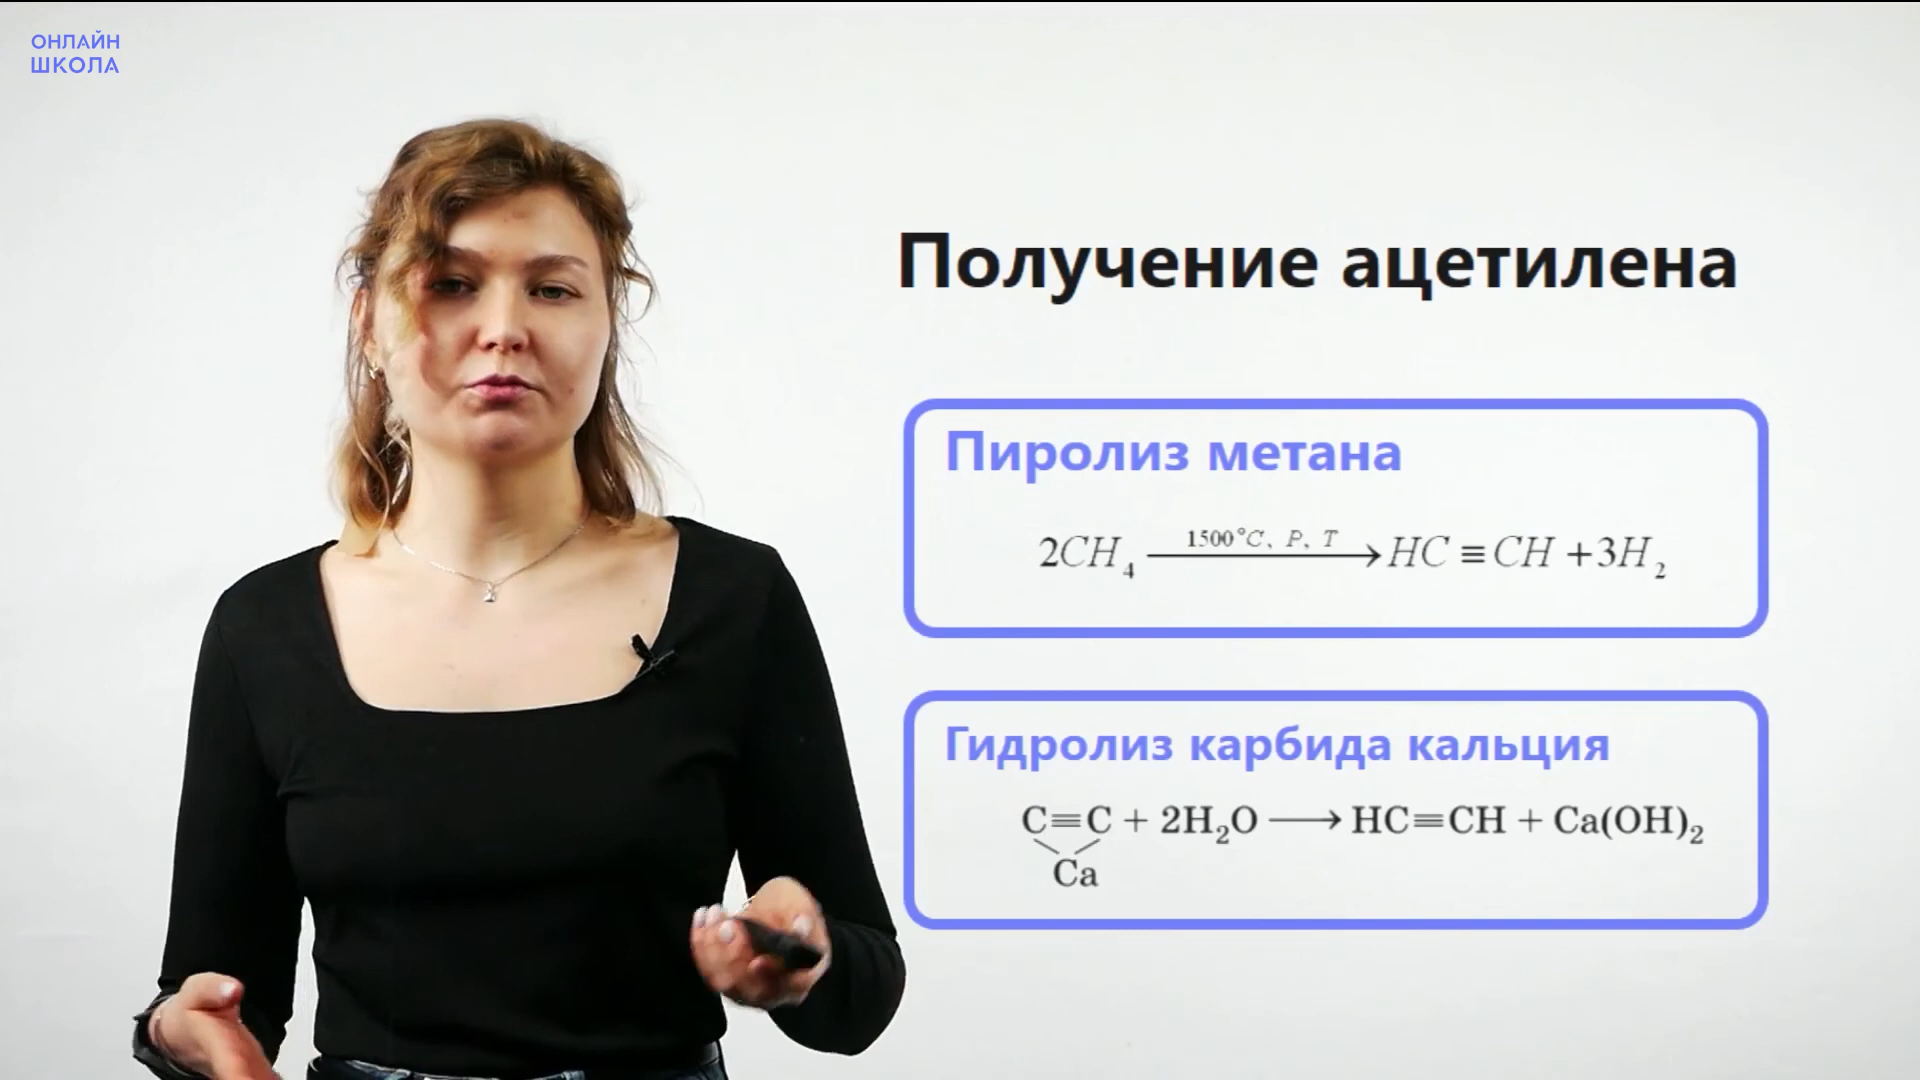 ОНЛАЙН
ШКОЛА
Получение ацетилена
Пиролиз метана
2CH₄ —1500°C, P, T→ HC ≡ CH + 3H₂
Гидролиз карбида кальция
C≡C + 2H₂O ⟶ HC≡CH + Ca(OH)₂
Ca